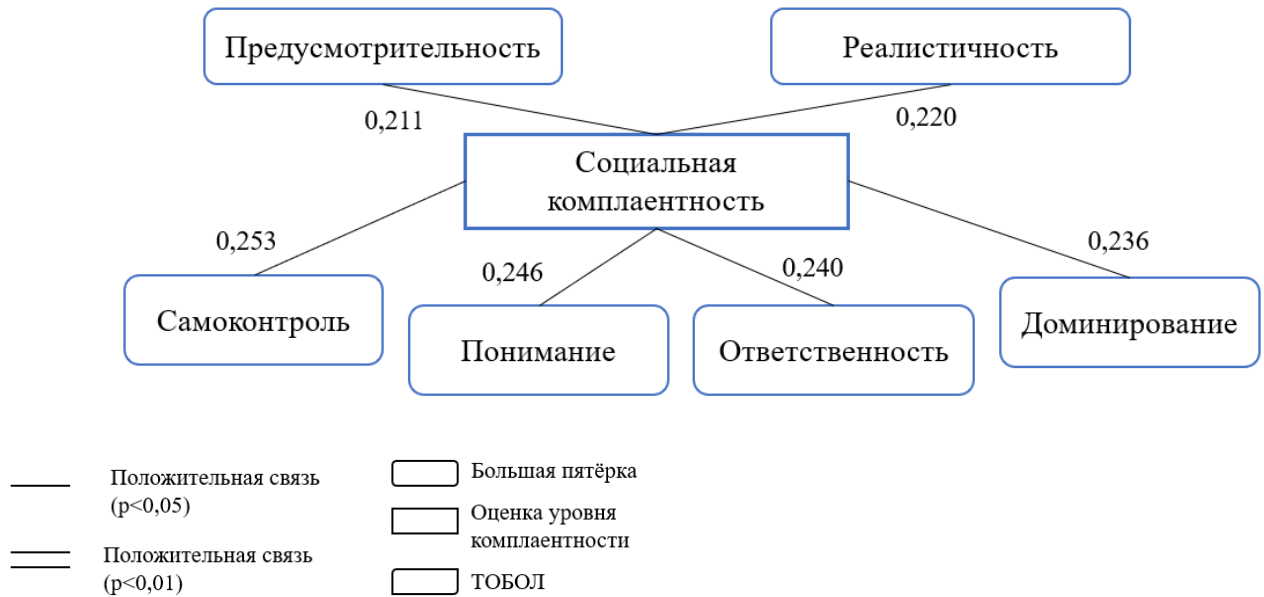 Предусмотрительность
Реалистичность
0,211
0,220
Социальная
комплаентность
0,253
0,246
0,240
0,236
Самоконтроль
Понимание
Ответственность
Доминирование
Положительная связь
(p<0,05)
Положительная связь
(p<0,01)
Большая пятёрка
Оценка уровня
комплаентности
ТОБОЛ